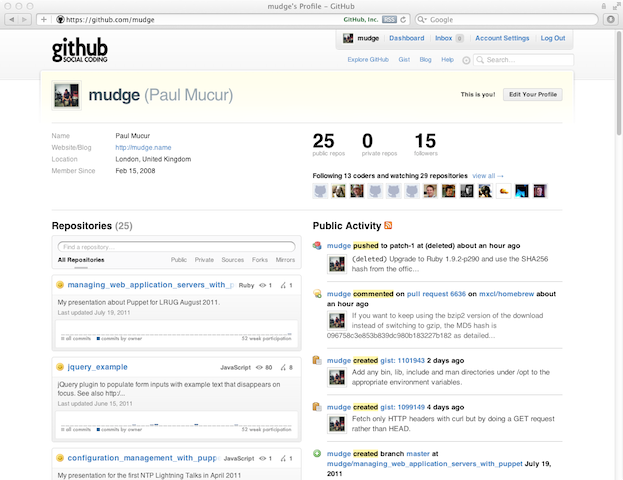 mudge's Profile – GitHub
https://github.com/mudge
GitHub, Inc.
RSS
Google
github
SOCIAL CODING
mudge
Dashboard
Inbox 0
Account Settings
Log Out
Explore GitHub
Gist
Blog
Help
Search...
mudge (Paul Mucur)
This is you!
Edit Your Profile
Name Paul Mucur
Website/Blog http://mudge.name
Location London, United Kingdom
Member Since Feb 15, 2008
25 0 15
public repos private repos followers
Following 13 coders and watching 29 repositories view all →
Repositories (25)
Find a repository...
All Repositories Public Private Sources Forks Mirrors
managing_web_application_servers_with_p Ruby 1 1
My presentation about Puppet for LRUG August 2011.
Last updated July 19, 2011
all commits commits by owner 52 week participation
jquery_example JavaScript 80 8
jQuery plugin to populate form inputs with example text that disappears on
focus. See also http:/...
Last updated June 15, 2011
all commits commits by owner 52 week participation
configuration_management_with_puppe JavaScript 1 1
My presentation for the first NTP Lightning Talks in April 2011
Public Activity
mudge pushed to patch-1 at (deleted) about an hour ago
(deleted) Upgrade to Ruby 1.9.2-p290 and use the SHA256
hash from the offic...
mudge commented on pull request 6636 on mxcl/homebrew about
an hour ago
If you want to keep using the bzip2 version of the download
instead of switching to gzip, the MD5 hash is
096758c3e853b839dc980b183227b182 as detailed...
mudge created gist: 1101943 2 days ago
Add any bin, lib, include and man directories under /opt to the
appropriate environment variables.
mudge created gist: 1099149 4 days ago
Fetch only HTTP headers with curl but by doing a GET request
rather than HEAD.
mudge created branch master at
mudge/managing_web_application_servers_with_puppet July 19,
2011